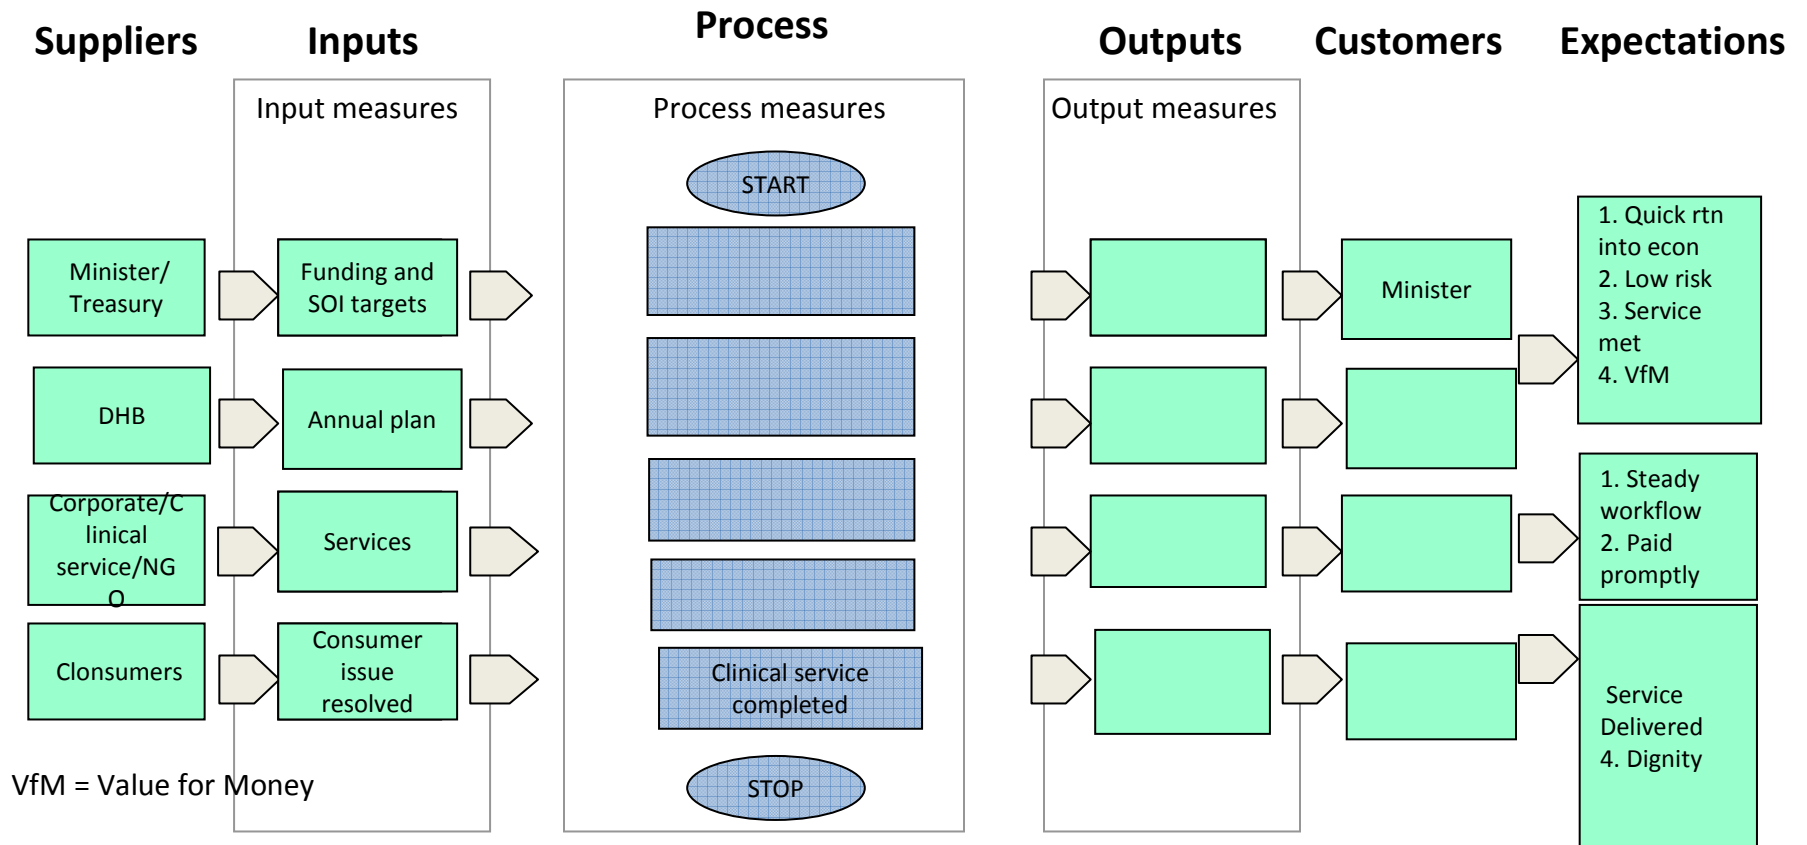 Suppliers
Inputs
Process
Outputs
Customers
Expectations
Input measures
Process measures
Output measures
START
Minister/
Treasury
Funding and
SOI targets
Minister
1. Quick rtn
into econ
2. Low risk
3. Service
met
4. VfM
DHB
Annual plan
Corporate/C
linical
service/NG
O
Services
1. Steady
workflow
2. Paid
promptly
Clonsumers
Consumer
issue
resolved
Clinical service
completed
Service
Delivered
4. Dignity
STOP
VfM = Value for Money